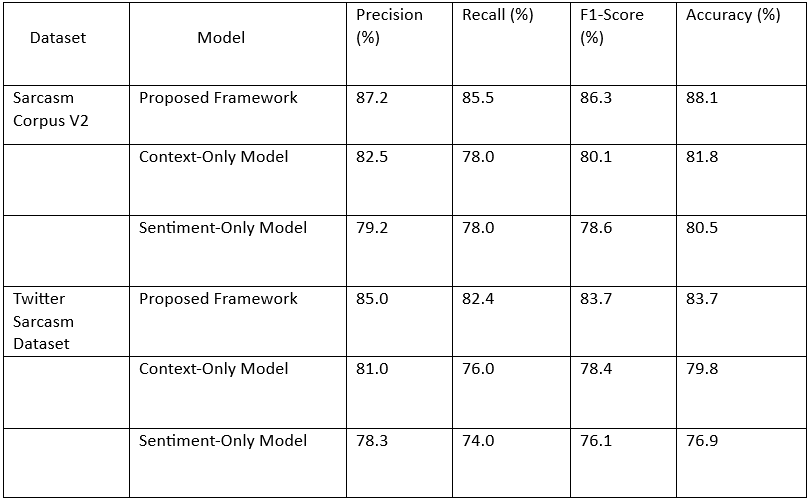 Dataset Model Precision (%) Recall (%) F1-Score (%) Accuracy (%)
Sarcasm Corpus V2 Proposed Framework 87.2 85.5 86.3 88.1
Context-Only Model 82.5 78.0 80.1 81.8
Sentiment-Only Model 79.2 78.0 78.6 80.5
Twitter Sarcasm Dataset Proposed Framework 85.0 82.4 83.7 83.7
Context-Only Model 81.0 76.0 78.4 79.8
Sentiment-Only Model 78.3 74.0 76.1 76.9